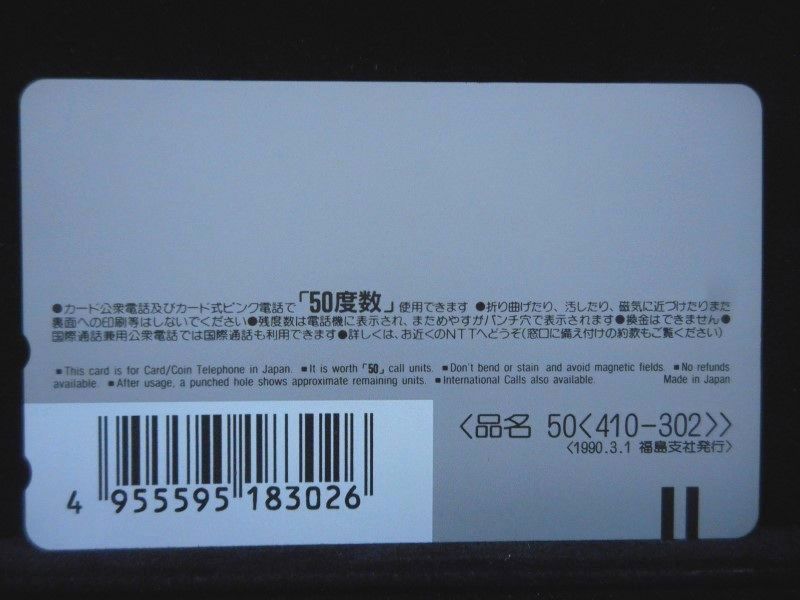 ●カード公衆電話及びカード式ピンク電話で「50度数」使用できます ●折り曲げたり、汚したり、磁気に近づけたりまた
裏面への印刷等はしないでください●残度数は電話機に表示され、まためやすがパンチ穴で表示されます●換金はできません●
国際通話兼用公衆電話では国際通話も利用できます●詳しくは、お近くのNTTへどうぞ(窓口に備え付けの約款もご覧ください)
■This card is for Card/Coin Telephone in Japan. ■It is worth「50」call units. ■Don't bend or stain and avoid magnetic fields. ■No refunds
available. ■After usage, a punched hole shows approximate remaining units. ■International Calls also available. Made in Japan
〈品名 50〈410-302〉〉
〈1990.3.1 福島支社発行〉
4 955595 183026